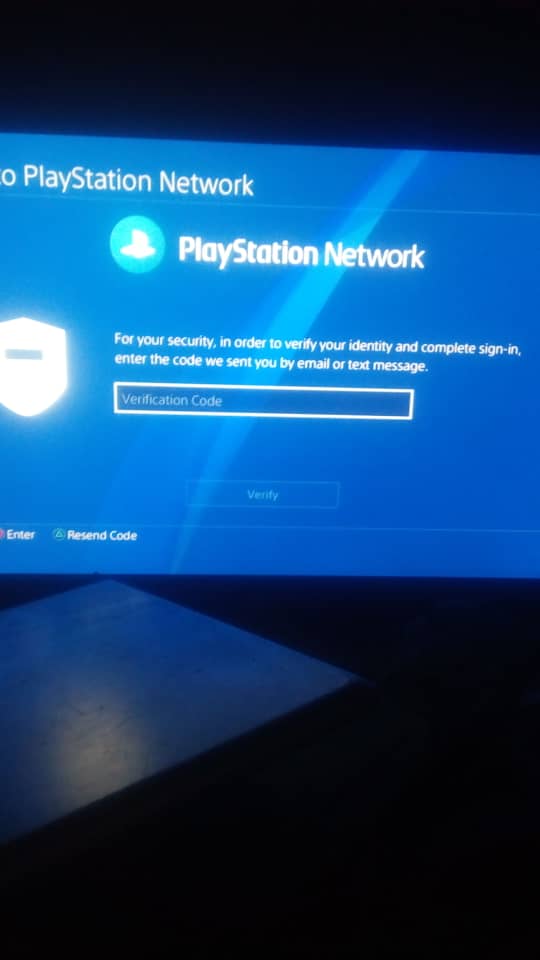 to PlayStation Network
PlayStation Network
For your security, in order to verify your identity and complete sign-in,
enter the code we sent you by email or text message.
Verification Code
Verify
Enter Resend Code